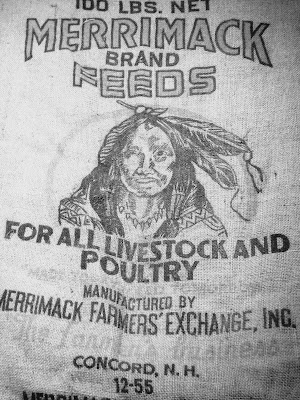 100 LBS. NET
MERRIMACK
BRAND
FEEDS
FOR ALL LIVESTOCK AND
POULTRY
MANUFACTURED BY
MERRIMACK FARMERS' EXCHANGE, INC.
CONCORD, N. H.
12-55